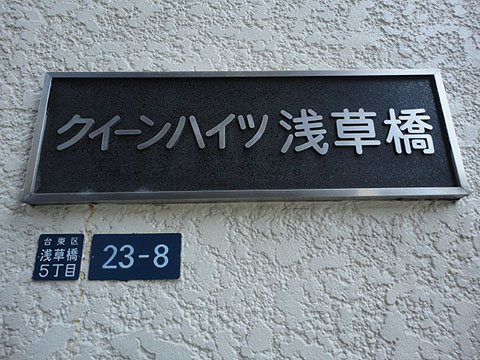 クイーンハイツ 浅草橋
台東区
浅草橋
5丁目
23-8